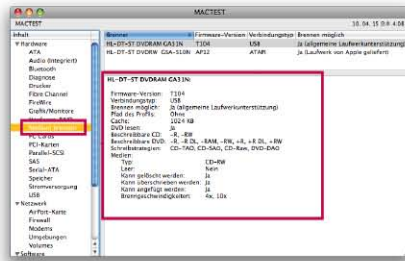 MACTEST
MACTEST
Inhalt
Hardware
ATA
Audio (integriert)
Bluetooth
Diagnose
Drucker
Fibre Channel
FireWire
Grafik/Monitore
PC Cards
PCI-Karten
Parallel-SCSI
SAS
Serial-ATA
Speicher
Stromversorgung
USB
Netzwerk
AirPort-Karte
Firewall
Modems
Umgebungen
Volumes
Software
Brenner Firmware-Version Verbindungstyp Brennen möglich
HL-DT-ST DVDRAM GA31N T104 USB Ja (allgemeine Laufwerkunterstützung)
HL-DT-ST DVDRW GSA-S10N AP12 ATAPI Ja (Laufwerk von Apple geliefert)
HL-DT-ST DVDRAM GA31N:
Firmware-Version: T104
Verbindungstyp: USB
Brennen möglich: Ja (allgemeine Laufwerkunterstützung)
Pfad des Profils: Ohne
Cache: 1024 KB
DVD lesen: Ja
Beschreibbare CD: -R, -RW
Beschreibbare DVD: -R, -R DL, -RAM, -RW, +R, +R DL, +RW
Schreibstrategien: CD-TAO, CD-SAO, CD-Raw, DVD-DAO
Medien:
Typ: CD-RW
Leer: Nein
Kann gelöscht werden: Ja
Kann überschrieben werden: Ja
Kann angefügt werden: Ja
Brenngeschwindigkeiten: 4x, 10x